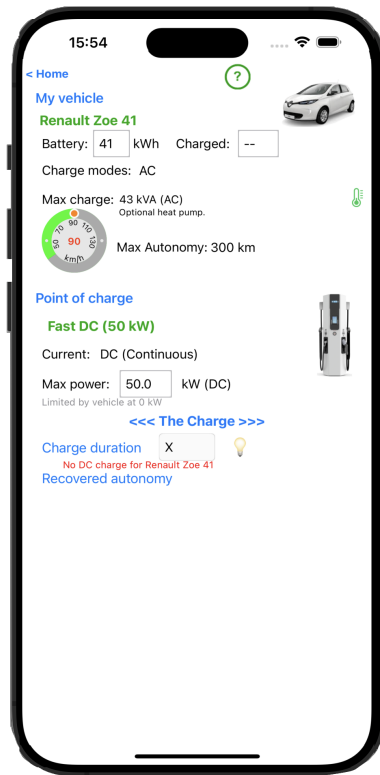 15:54
< Home
?
My vehicle
Renault Zoe 41
Battery: 41 kWh Charged: --
Charge modes: AC
Max charge: 43 kVA (AC)
Optional heat pump.
50 70 90 110 130
90
km/h
Max Autonomy: 300 km
Point of charge
Fast DC (50 kW)
Current: DC (Continuous)
Max power: 50.0 kW (DC)
Limited by vehicle at 0 kW
<<< The Charge >>>
Charge duration X
No DC charge for Renault Zoe 41
Recovered autonomy